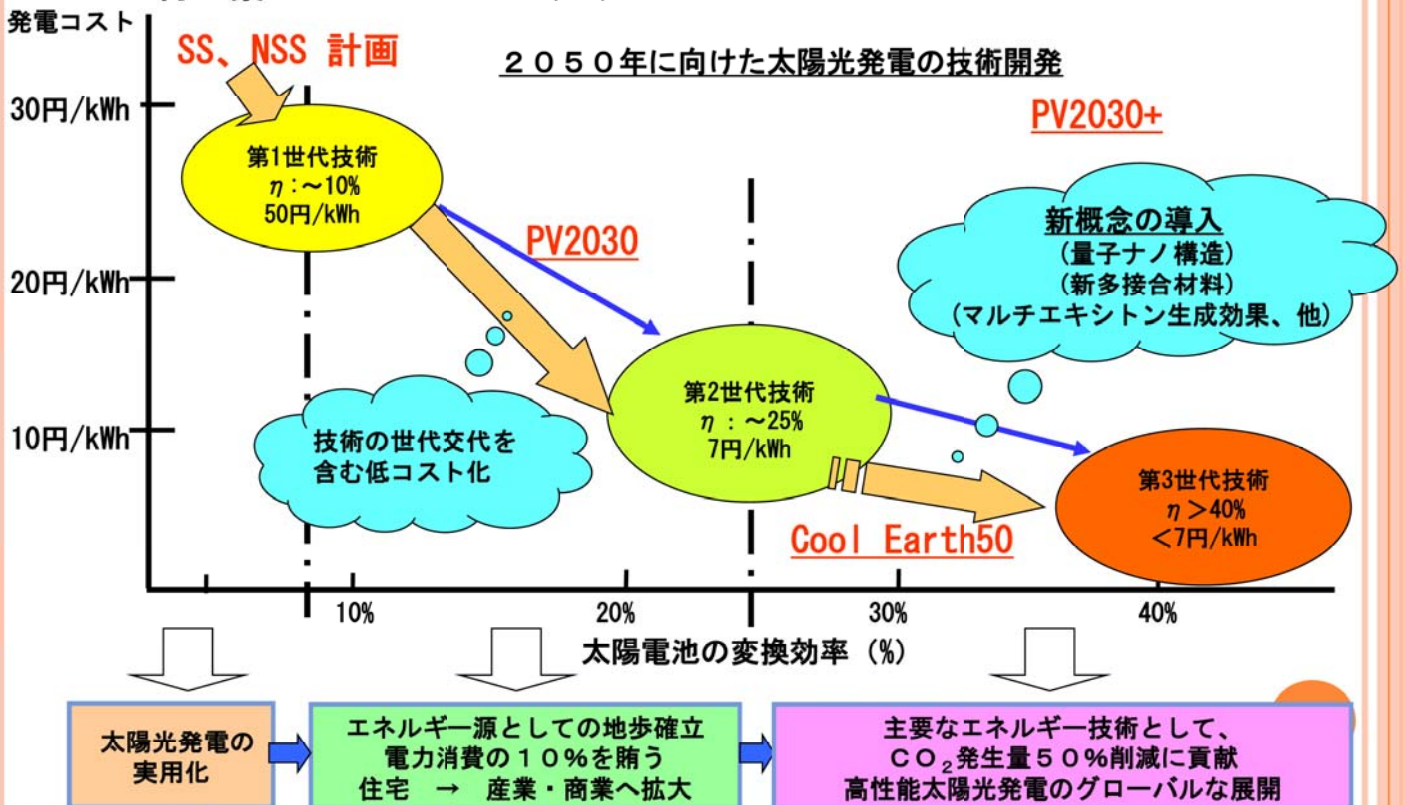 発電コスト
SS、NSS 計画
２０５０年に向けた太陽光発電の技術開発
30円/kWh
PV2030+
第1世代技術
η：～10%
50円/kWh
新概念の導入
(量子ナノ構造)
(新多接合材料)
(マルチエキシトン生成効果、他)
PV2030
20円/kWh
第2世代技術
η：～25%
7円/kWh
10円/kWh
技術の世代交代を
含む低コスト化
第3世代技術
η＞40%
＜7円/kWh
Cool Earth50
10%
20%
30%
40%
太陽電池の変換効率 (%)
太陽光発電の
実用化
エネルギー源としての地歩確立
電力消費の１０％を賄う
住宅 → 産業・商業へ拡大
主要なエネルギー技術として、
ＣＯ₂発生量５０％削減に貢献
高性能太陽光発電のグローバルな展開